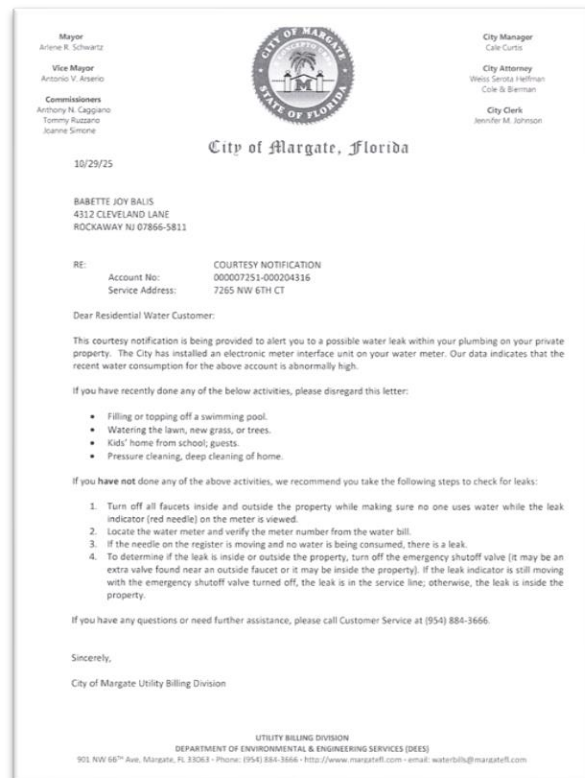 Mayor
Arlene R. Schwartz
Vice Mayor
Antonio V. Arserio
Commissioners
Anthony N. Caggiano
Tommy Ruzzano
Joanne Simone
CITY OF MARGATE
STATE OF FLORIDA
M
City Manager
Cale Curtis
City Attorney
Weiss Serota Helfman
Cole & Bierman
City Clerk
Jennifer M. Johnson
City of Margate, Florida
10/29/25
BABETTE JOY BALIS
4312 CLEVELAND LANE
ROCKAWAY NJ 07866-5811
RE: COURTESY NOTIFICATION
Account No: 000007251-000204316
Service Address: 7265 NW 6TH CT
Dear Residential Water Customer:
This courtesy notification is being provided to alert you to a possible water leak within your plumbing on your private
property. The City has installed an electronic meter interface unit on your water meter. Our data indicates that the
recent water consumption for the above account is abnormally high.
If you have recently done any of the below activities, please disregard this letter:
• Filling or topping off a swimming pool.
• Watering the lawn, new grass, or trees.
• Kids' home from school; guests.
• Pressure cleaning, deep cleaning of home.
If you have not done any of the above activities, we recommend you take the following steps to check for leaks:
1. Turn off all faucets inside and outside the property while making sure no one uses water while the leak
indicator (red needle) on the meter is viewed.
2. Locate the water meter and verify the meter number from the water bill.
3. If the needle on the register is moving and no water is being consumed, there is a leak.
4. To determine if the leak is inside or outside the property, turn off the emergency shutoff valve (it may be an
extra valve found near an outside faucet or it may be inside the property). If the leak indicator is still moving
with the emergency shutoff valve turned off, the leak is in the service line; otherwise, the leak is inside the
property.
If you have any questions or need further assistance, please call Customer Service at (954) 884-3666.
Sincerely,
City of Margate Utility Billing Division
UTILITY BILLING DIVISION
DEPARTMENT OF ENVIRONMENTAL & ENGINEERING SERVICES (DEES)
901 NW 66TH Ave, Margate, FL 33063 - Phone: (954) 884-3666 - http://www.margatefl.com - email: waterbills@margatefl.com